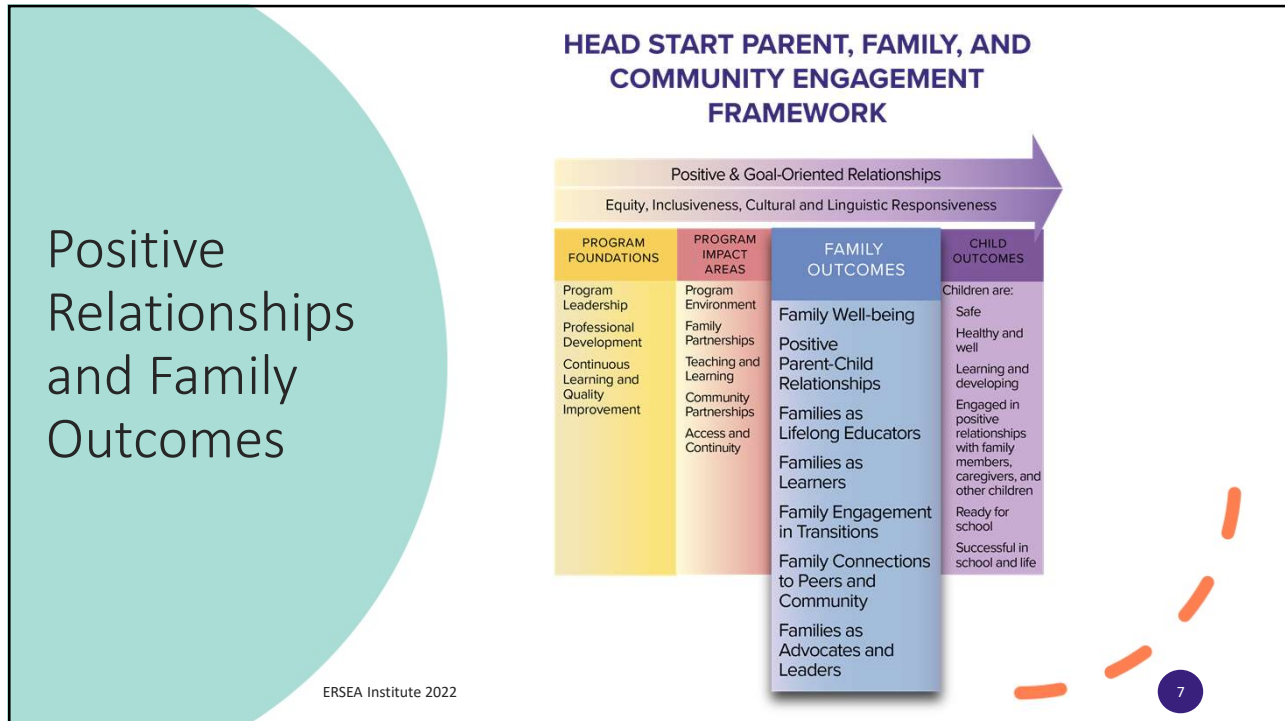 Positive
Relationships
and Family
Outcomes
HEAD START PARENT, FAMILY, AND
COMMUNITY ENGAGEMENT
FRAMEWORK
Positive & Goal-Oriented Relationships
Equity, Inclusiveness, Cultural and Linguistic Responsiveness
PROGRAM
FOUNDATIONS
Program
Leadership
Professional
Development
Continuous
Learning and
Quality
Improvement
PROGRAM
IMPACT
AREAS
Program
Environment
Family
Partnerships
Teaching and
Learning
Community
Partnerships
Access and
Continuity
FAMILY
OUTCOMES
Family Well-being
Positive
Parent-Child
Relationships
Families as
Lifelong Educators
Families as
Learners
Family Engagement
in Transitions
Family Connections
to Peers and
Community
Families as
Advocates and
Leaders
CHILD
OUTCOMES
Children are:
Safe
Healthy and
well
Learning and
developing
Engaged in
positive
relationships
with family
members,
caregivers, and
other children
Ready for
school
Successful in
school and life
ERSEA Institute 2022
7